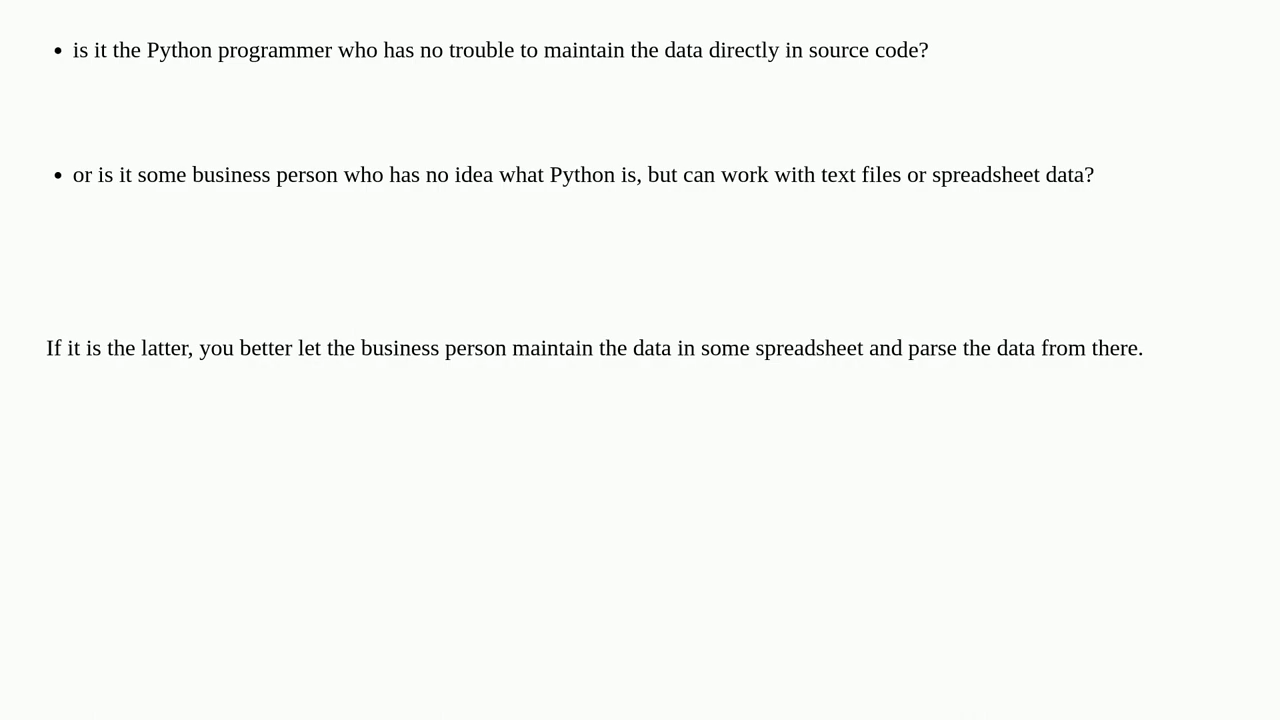 • is it the Python programmer who has no trouble to maintain the data directly in source code?
• or is it some business person who has no idea what Python is, but can work with text files or spreadsheet data?
If it is the latter, you better let the business person maintain the data in some spreadsheet and parse the data from there.